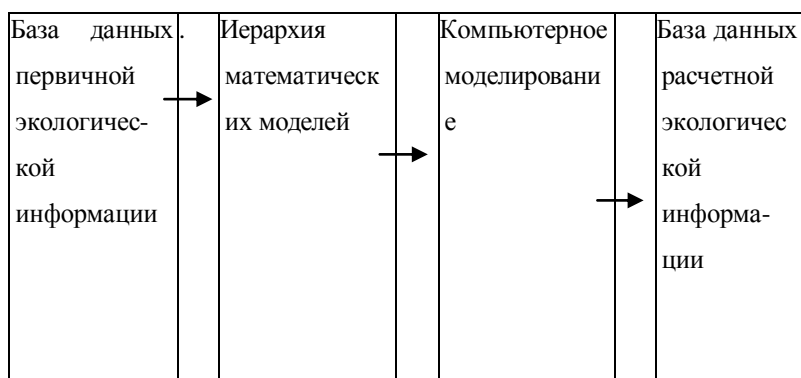 База данных.
первичной
экологичес-
кой
информации
Иерархия
математическ
их моделей
Компьютерное
моделировани
е
База данных
расчетной
экологичес
кой
информа-
ции